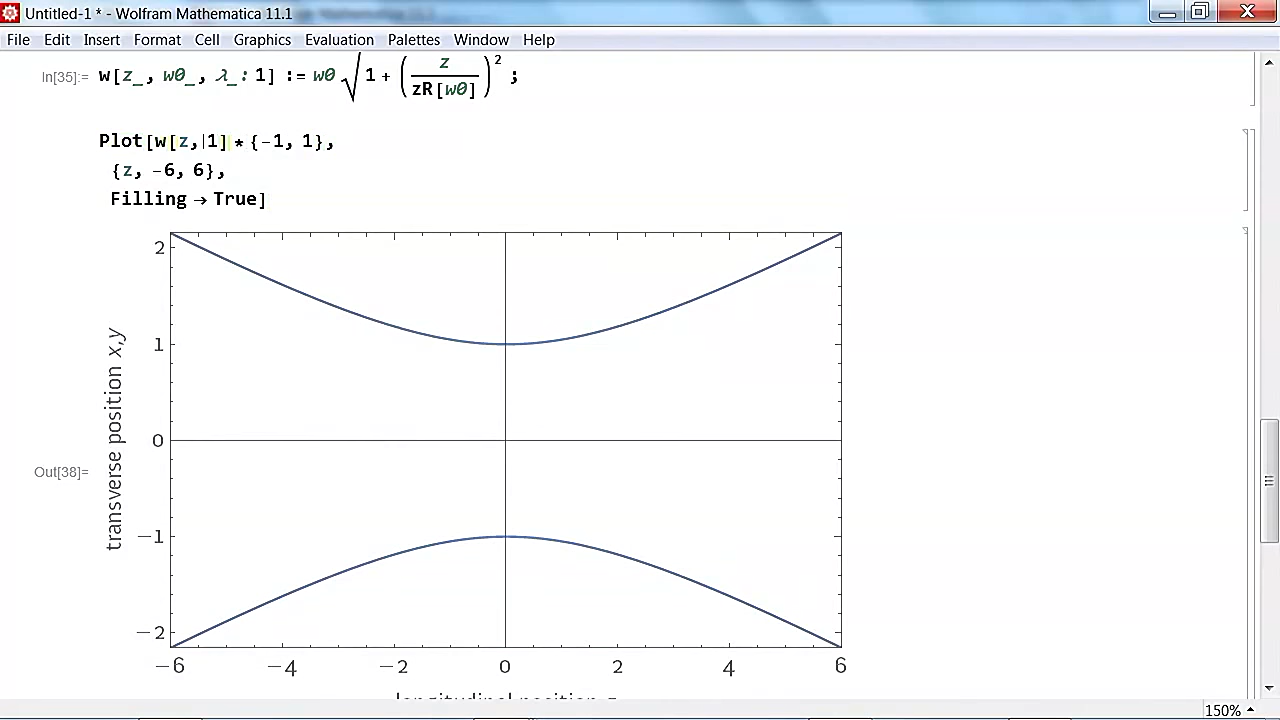 Untitled-1 * - Wolfram Mathematica 11.1
File Edit Insert Format Cell Graphics Evaluation Palettes Window Help
In[35]:= w[z_, w0_, λ_: 1] := w0 √1 + (z / zR[w0])^2 ;
Plot[w[z, 1] * {-1, 1},
{z, -6, 6},
Filling → True]
Out[38]=
transverse position x,y
2
1
0
−1
−2
−6 −4 −2 0 2 4 6
longitudinal position z
150%